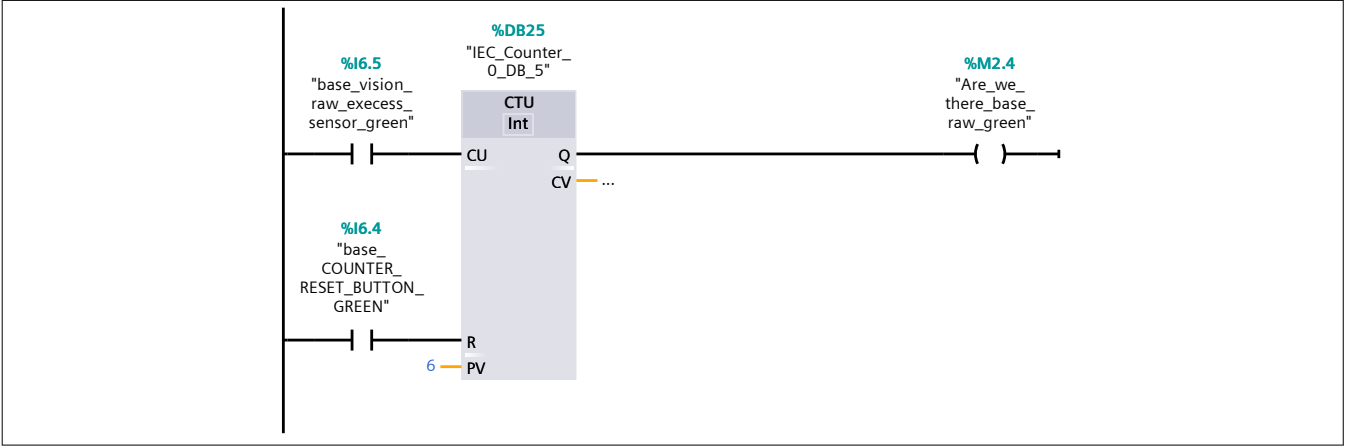 %DB25
"IEC_Counter_
0_DB_5"
%I6.5
"base_vision_
raw_execess_
sensor_green"
%M2.4
"Are_we_
there_base_
raw_green"
CTU
Int
CU
Q
CV
...
%I6.4
"base_
COUNTER_
RESET_BUTTON_
GREEN"
R
6
PV